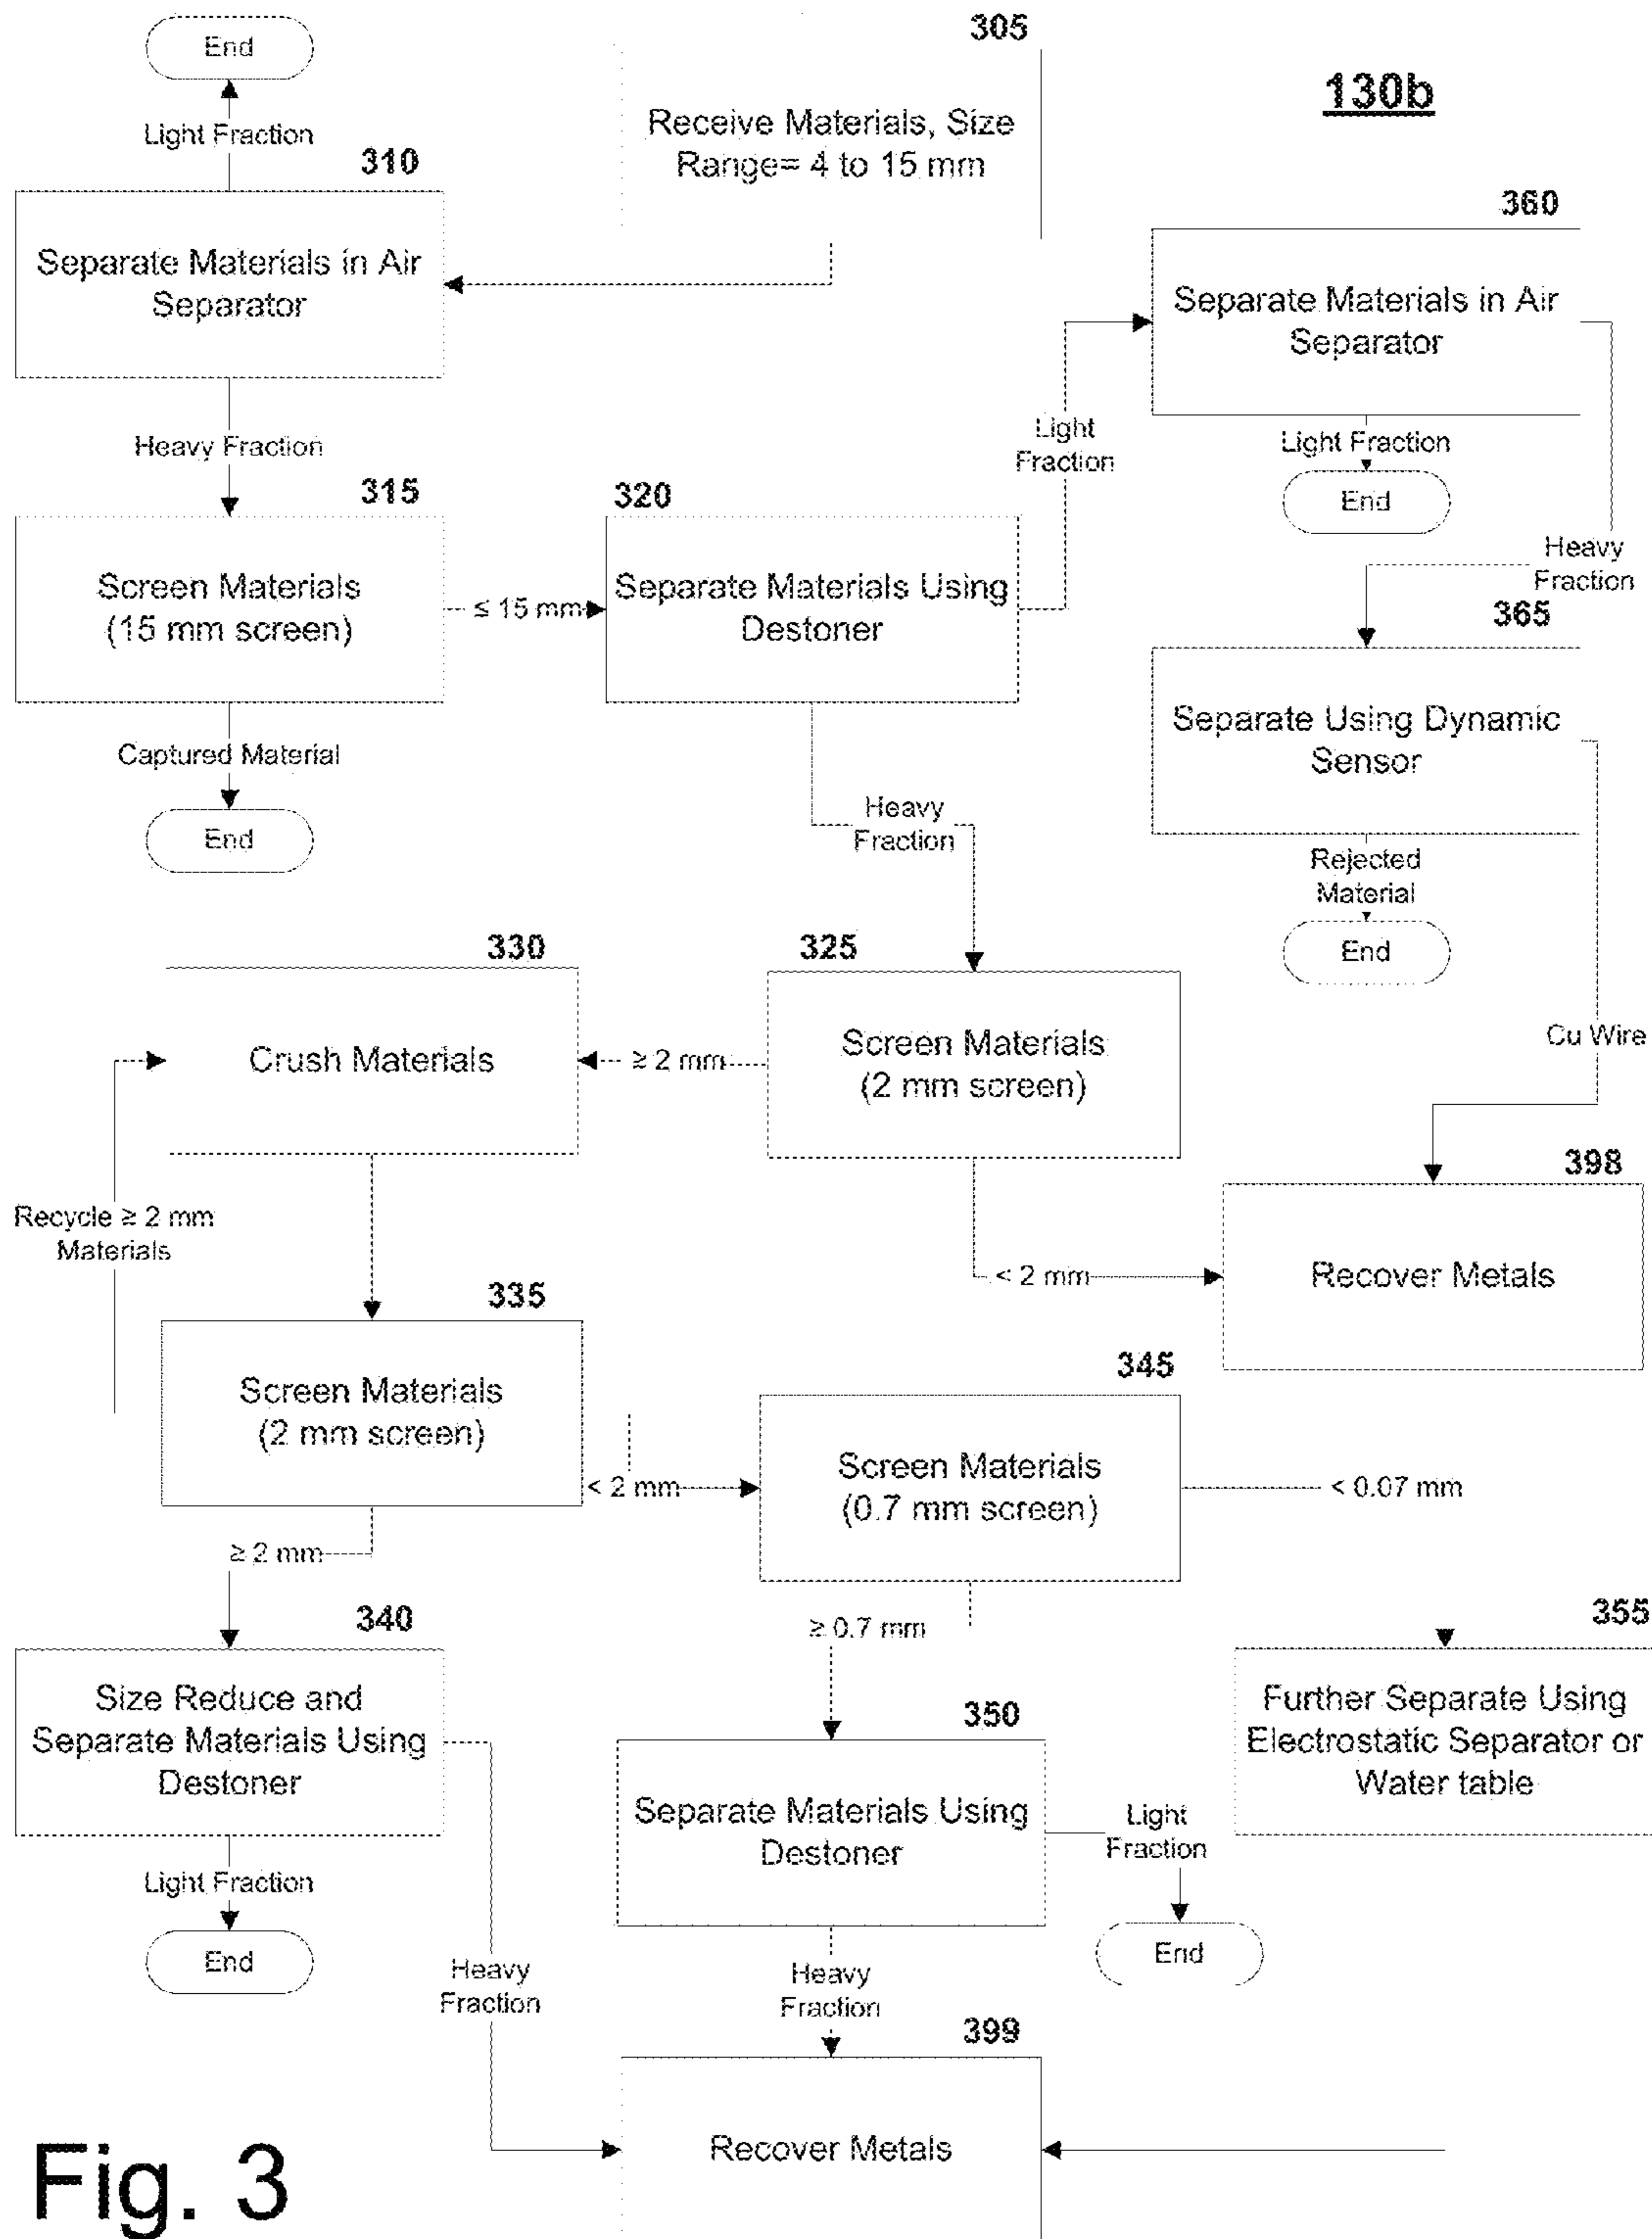 End
305
130b
Light Fraction
Receive Materials, Size
Range= 4 to 15 mm
310
Separate Materials in Air
Separator
360
Separate Materials in Air
Separator
Heavy Fraction
Light
Fraction
Light Fraction
End
Heavy
Fraction
315
Screen Materials
(15 mm screen)
≤ 15 mm
320
Separate Materials Using
Destoner
365
Separate Using Dynamic
Sensor
Captured Material
End
Heavy
Fraction
Rejected
Material
End
Cu Wire
330
Crush Materials
≥ 2 mm
325
Screen Materials
(2 mm screen)
Recycle ≥ 2 mm
Materials
< 2 mm
398
Recover Metals
335
Screen Materials
(2 mm screen)
< 2 mm
345
Screen Materials
(0.7 mm screen)
< 0.07 mm
≥ 2 mm
≥ 0.7 mm
340
Size Reduce and
Separate Materials Using
Destoner
350
Separate Materials Using
Destoner
355
Further Separate Using
Electrostatic Separator or
Water table
Light
Fraction
End
Light Fraction
End
Heavy
Fraction
Heavy
Fraction
399
Recover Metals
Fig. 3